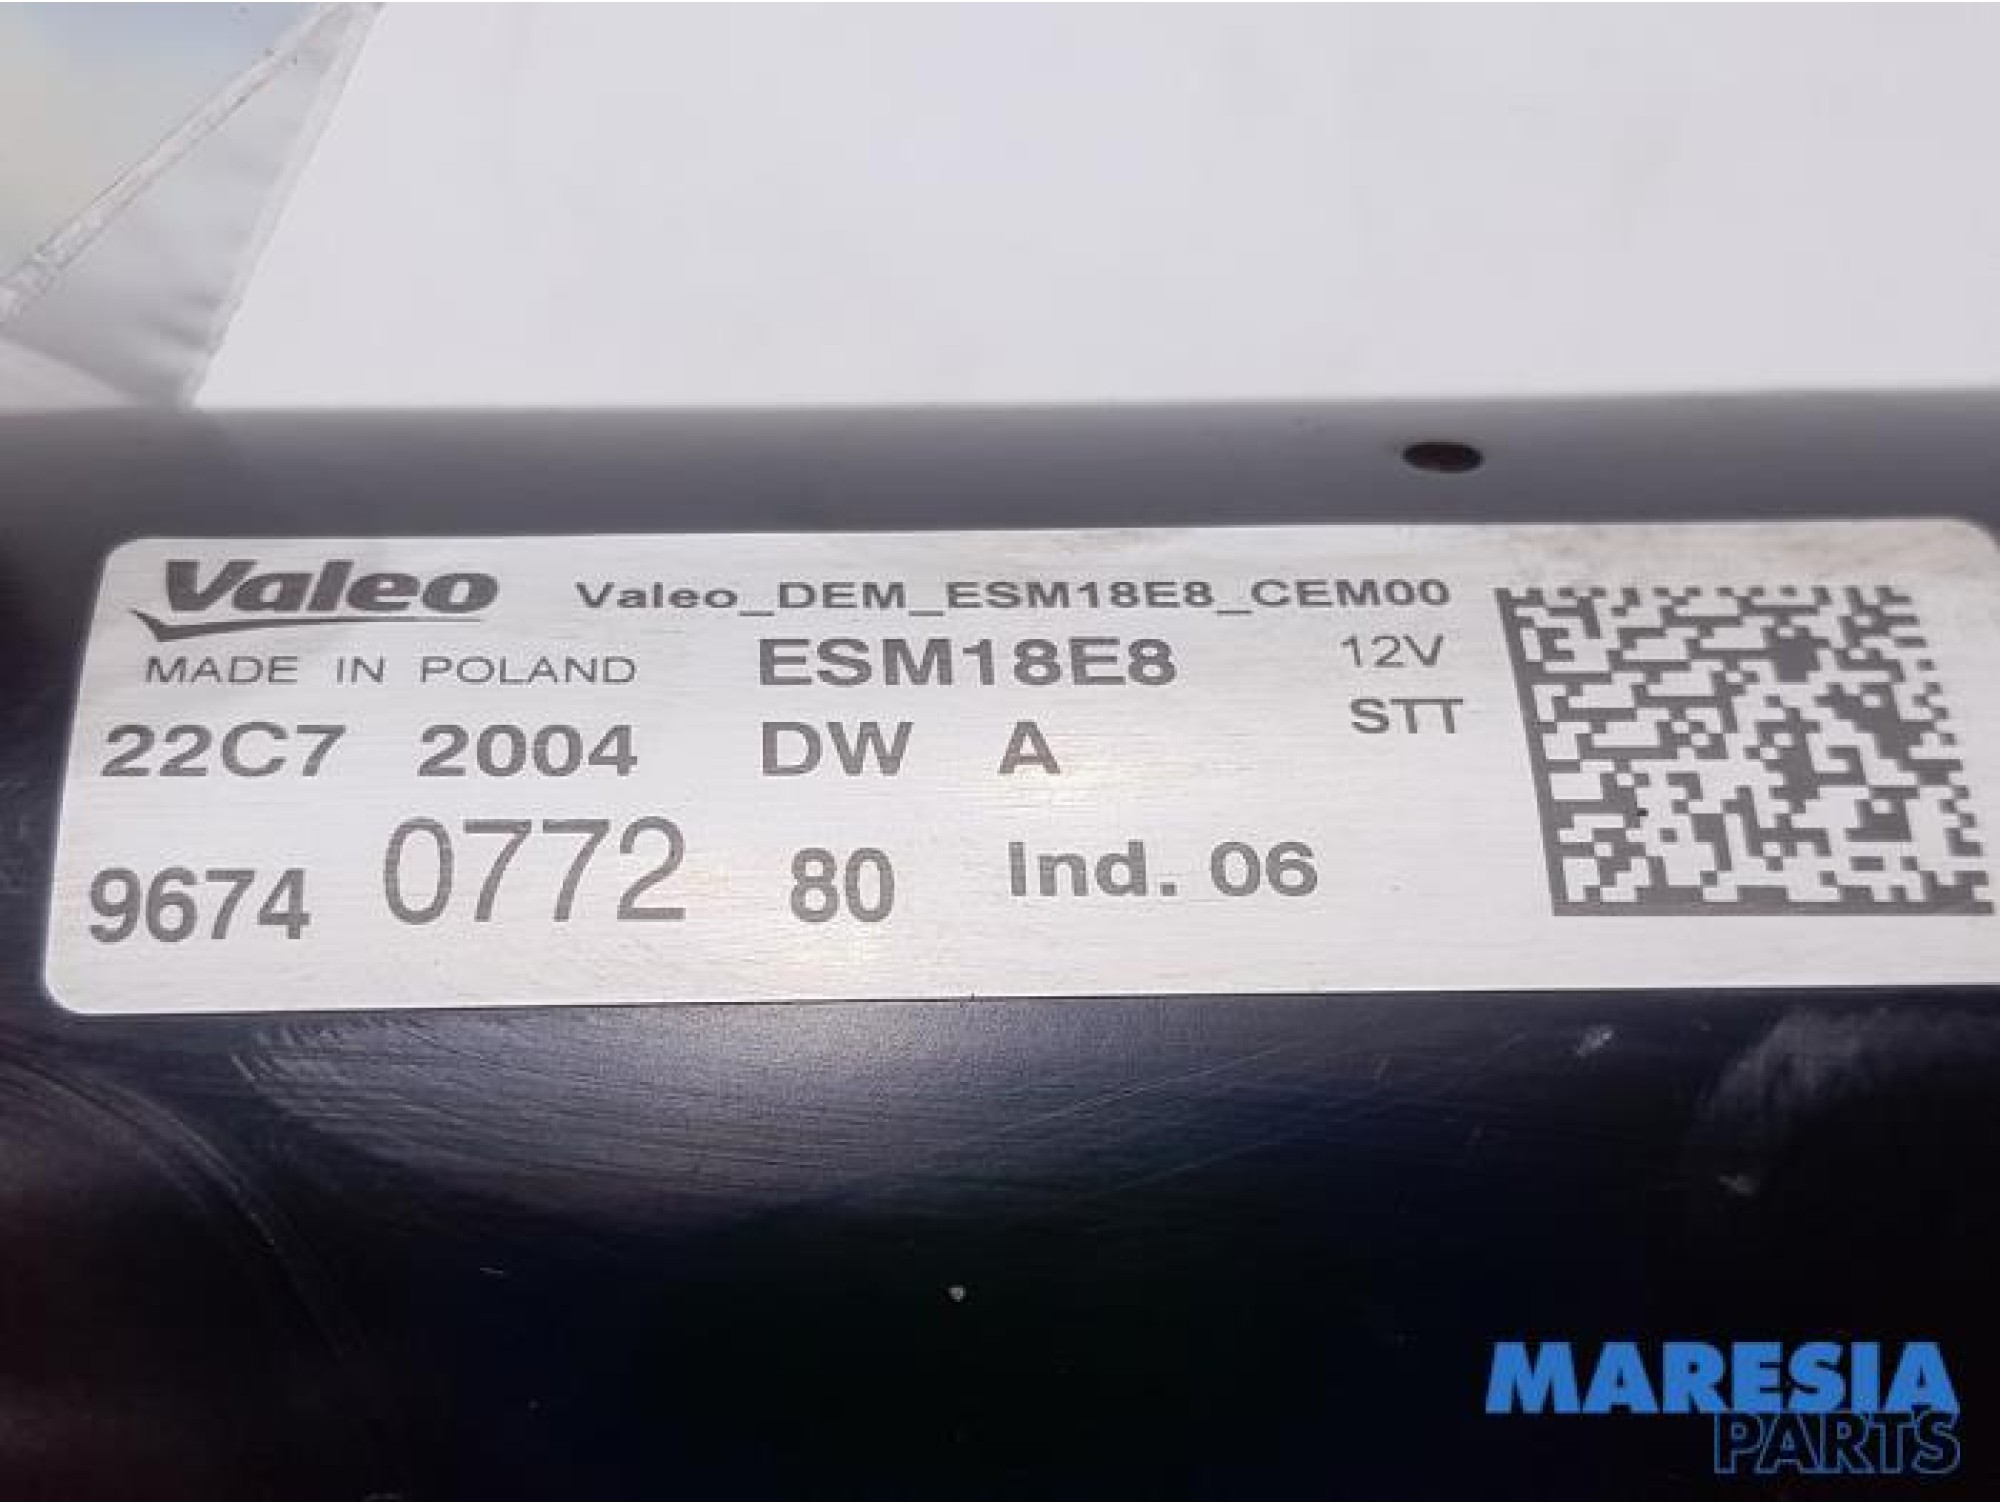 Valeo Valeo_DEM_ESM18E8_CEM00
MADE IN POLAND ESM18E8 12V
STT
22C7 2004 DW A
9674 0772 80 Ind. 06
MARESIA
PARTS